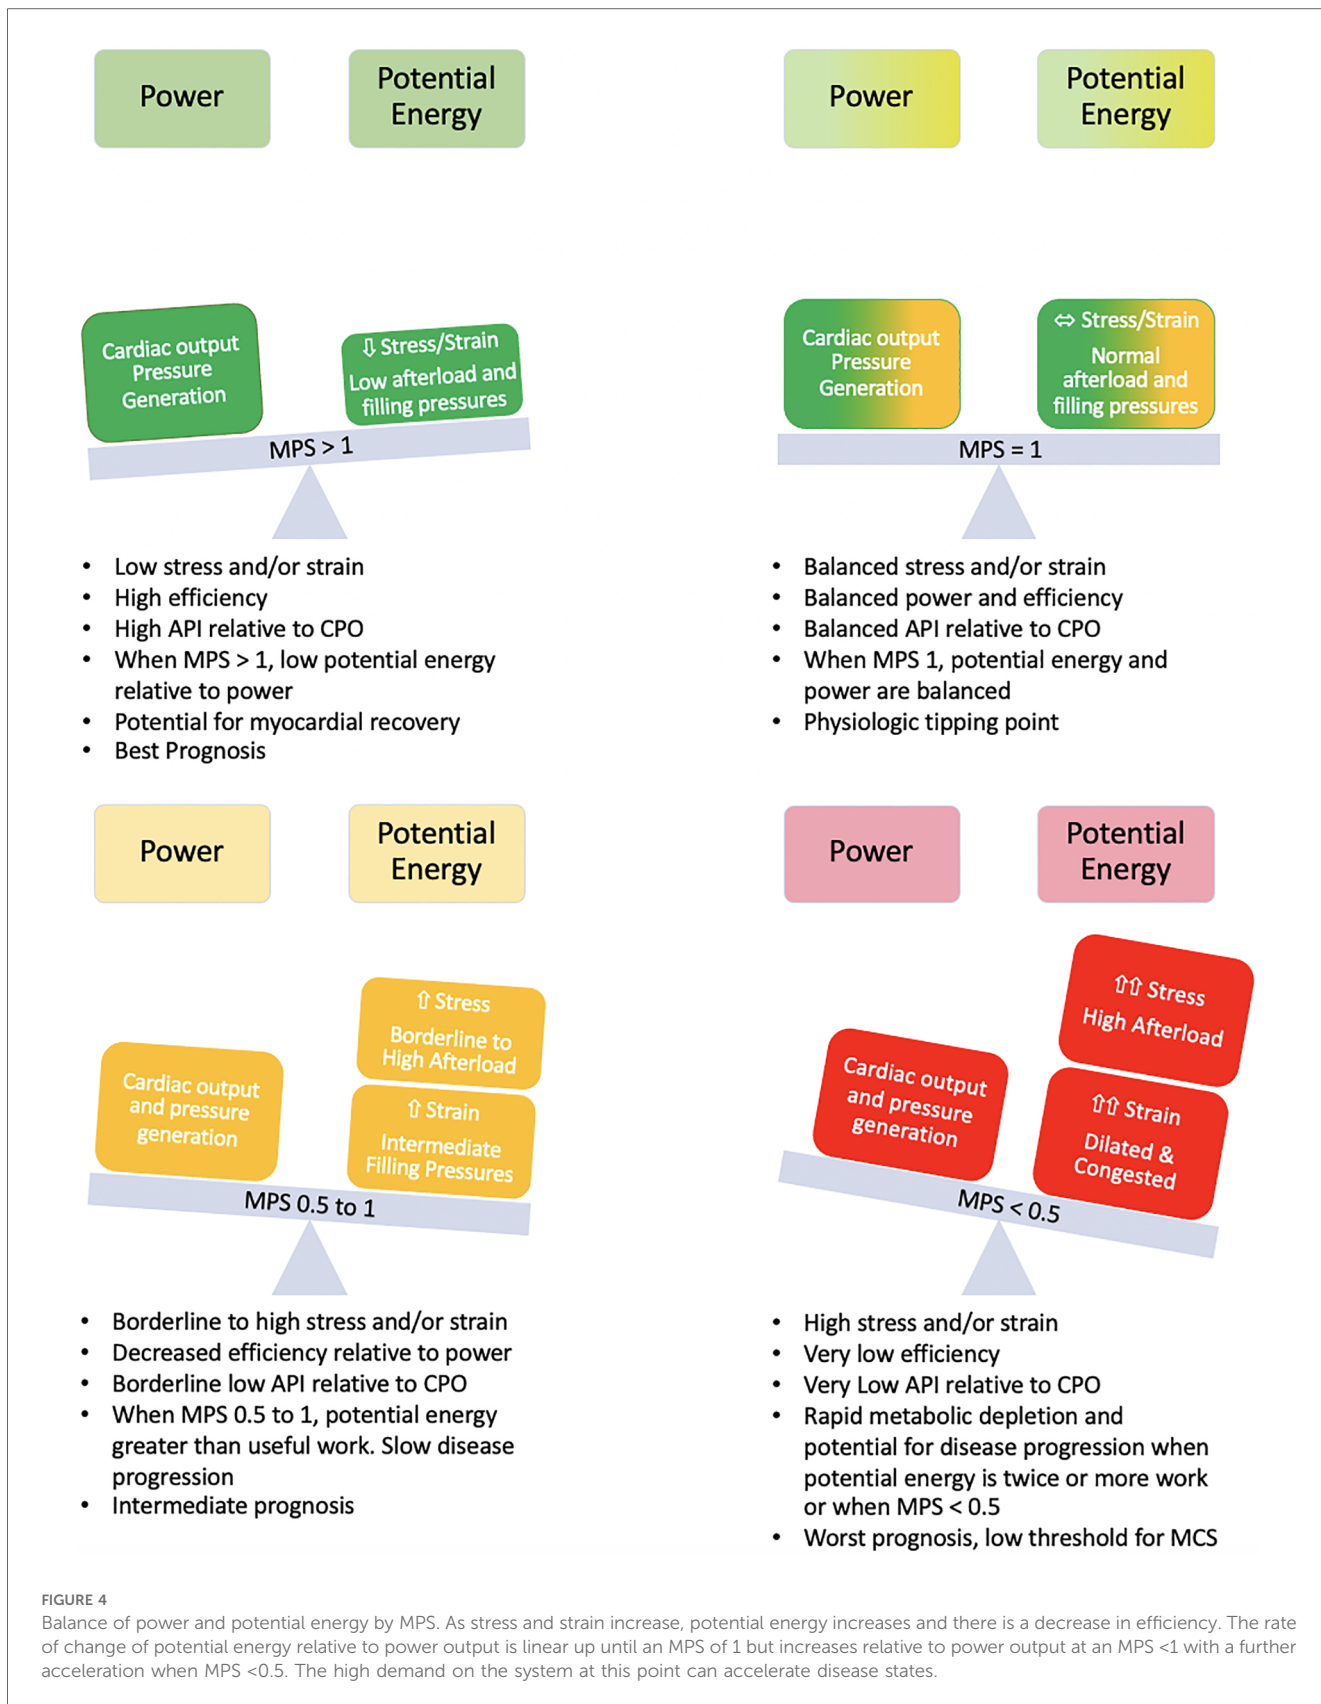 Power
Potential
Energy
Cardiac output
Pressure
Generation
⇩ Stress/Strain
Low afterload and
filling pressures
MPS > 1
• Low stress and/or strain
• High efficiency
• High API relative to CPO
• When MPS > 1, low potential energy
relative to power
• Potential for myocardial recovery
• Best Prognosis
Power
Potential
Energy
Cardiac output
Pressure
Generation
⬄ Stress/Strain
Normal
afterload and
filling pressures
MPS = 1
• Balanced stress and/or strain
• Balanced power and efficiency
• Balanced API relative to CPO
• When MPS 1, potential energy and
power are balanced
• Physiologic tipping point
Power
Potential
Energy
Cardiac output
and pressure
generation
⇧ Stress
Borderline to
High Afterload
⇧ Strain
Intermediate
Filling Pressures
MPS 0.5 to 1
• Borderline to high stress and/or strain
• Decreased efficiency relative to power
• Borderline low API relative to CPO
• When MPS 0.5 to 1, potential energy
greater than useful work. Slow disease
progression
• Intermediate prognosis
Power
Potential
Energy
Cardiac output
and pressure
generation
⇧⇧ Stress
High Afterload
⇧⇧ Strain
Dilated &
Congested
MPS < 0.5
• High stress and/or strain
• Very low efficiency
• Very Low API relative to CPO
• Rapid metabolic depletion and
potential for disease progression when
potential energy is twice or more work
or when MPS < 0.5
• Worst prognosis, low threshold for MCS
FIGURE 4
Balance of power and potential energy by MPS. As stress and strain increase, potential energy increases and there is a decrease in efficiency. The rate
of change of potential energy relative to power output is linear up until an MPS of 1 but increases relative to power output at an MPS <1 with a further
acceleration when MPS <0.5. The high demand on the system at this point can accelerate disease states.